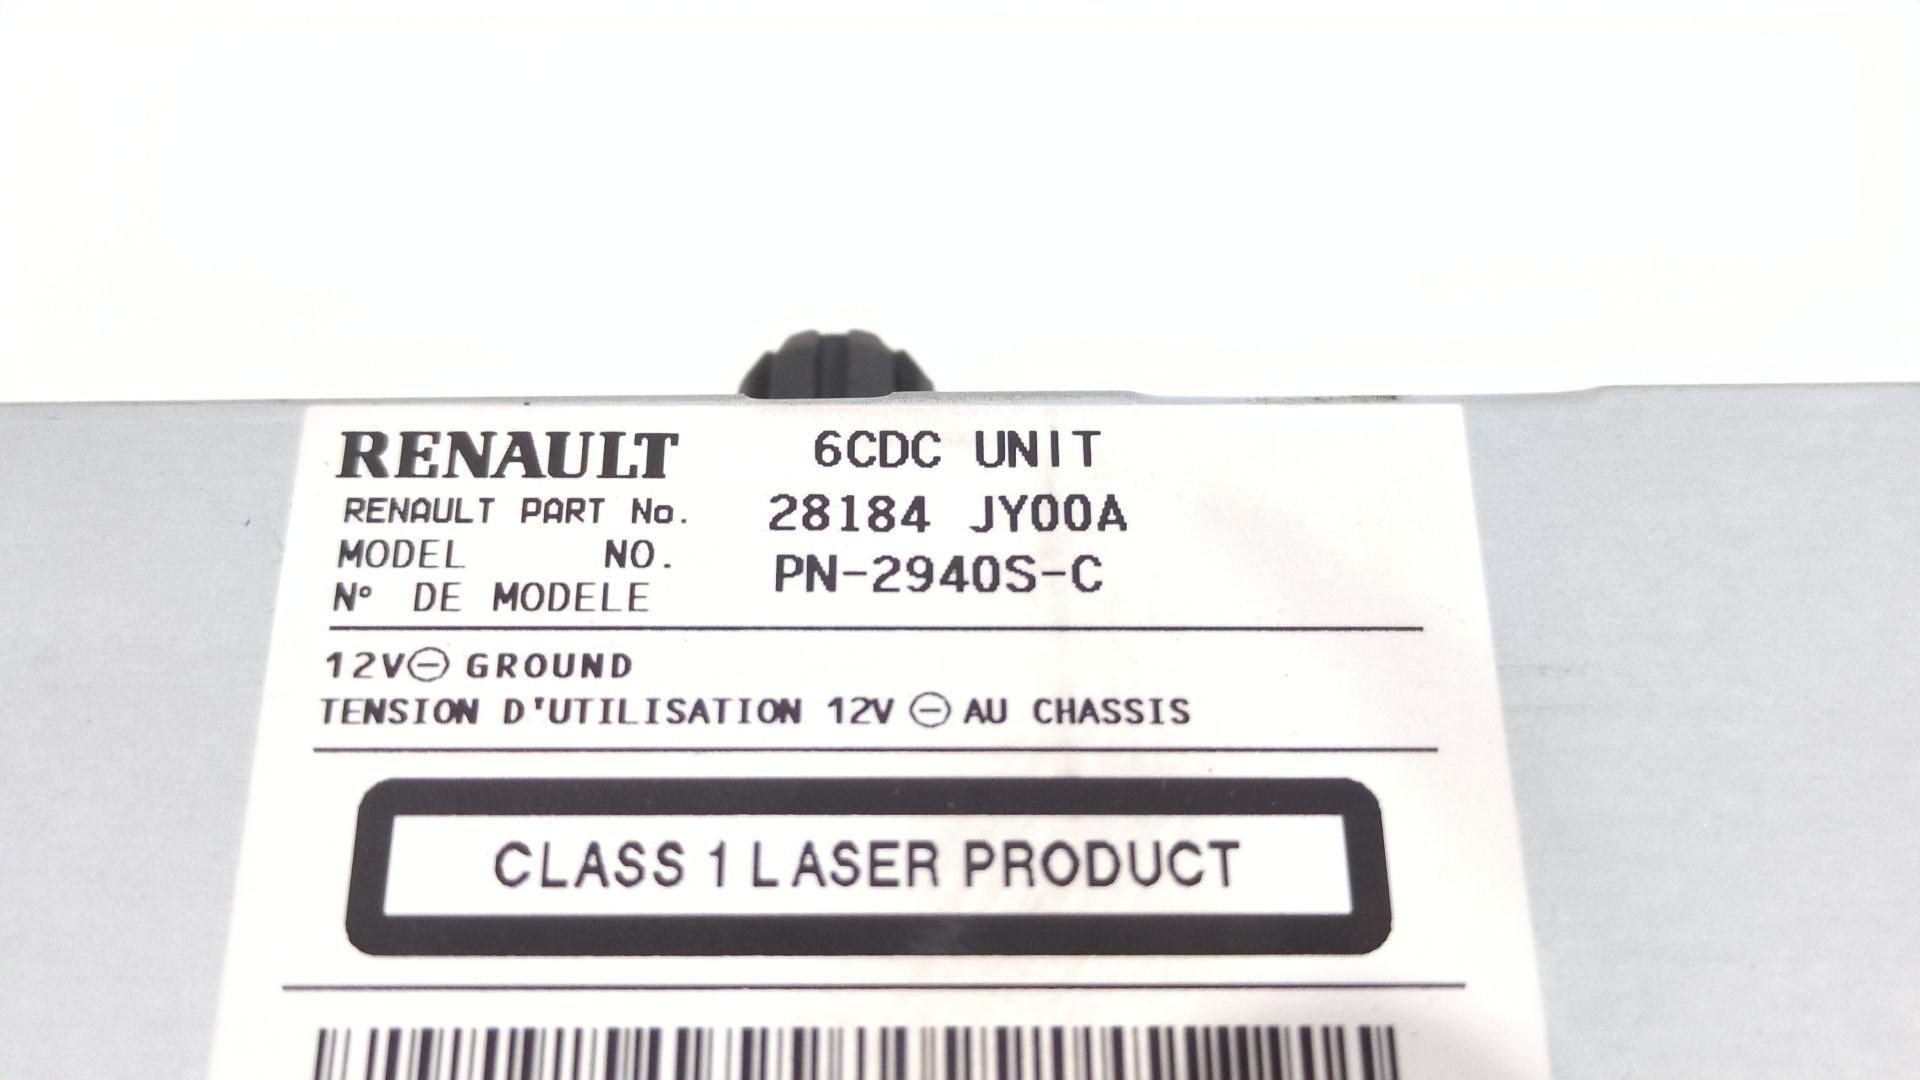 RENAULT 6CDC UNIT
RENAULT PART No. 28184 JY00A
MODEL NO. PN-2940S-C
N° DE MODELE
12V⊖ GROUND
TENSION D'UTILISATION 12V ⊖ AU CHASSIS
CLASS 1 LASER PRODUCT